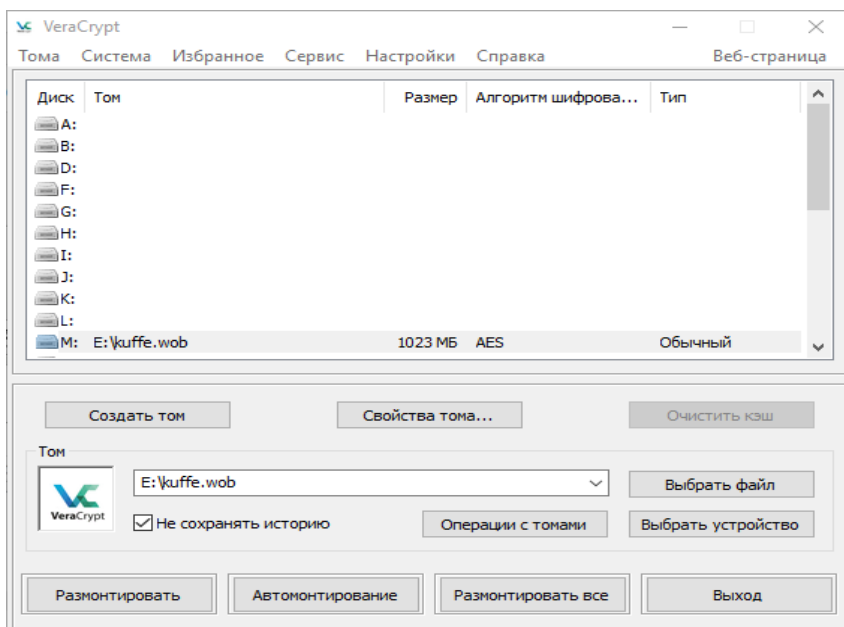 VeraCrypt
Тома Система Избранное Сервис Настройки Справка Веб-страница
Диск Том Размер Алгоритм шифрова... Тип
A:
B:
D:
F:
G:
H:
I:
J:
K:
L:
M: E:\kuffe.wob 1023 МБ AES Обычный
Создать том Свойства тома... Очистить кэш
Том
E:\kuffe.wob Выбрать файл
VeraCrypt
Не сохранять историю Операции с томами Выбрать устройство
Размонтировать Автомонтирование Размонтировать все Выход